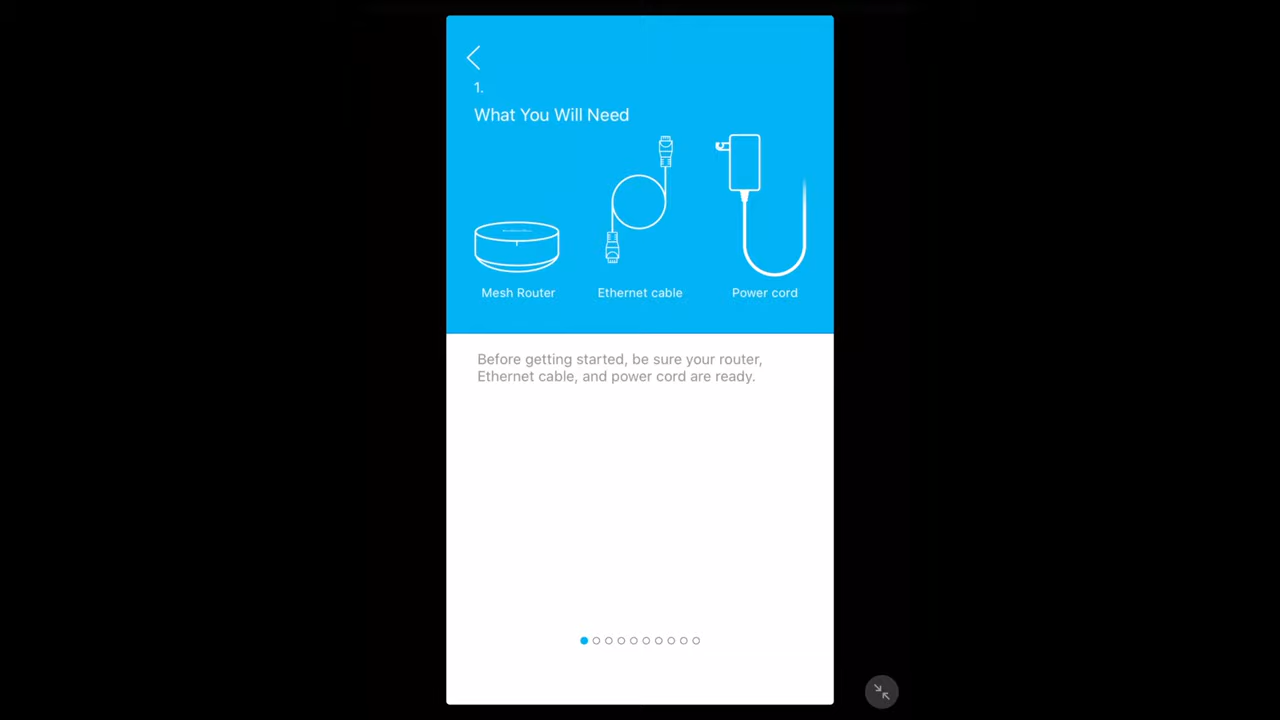 1.
What You Will Need
Mesh Router
Ethernet cable
Power cord
Before getting started, be sure your router,
Ethernet cable, and power cord are ready.